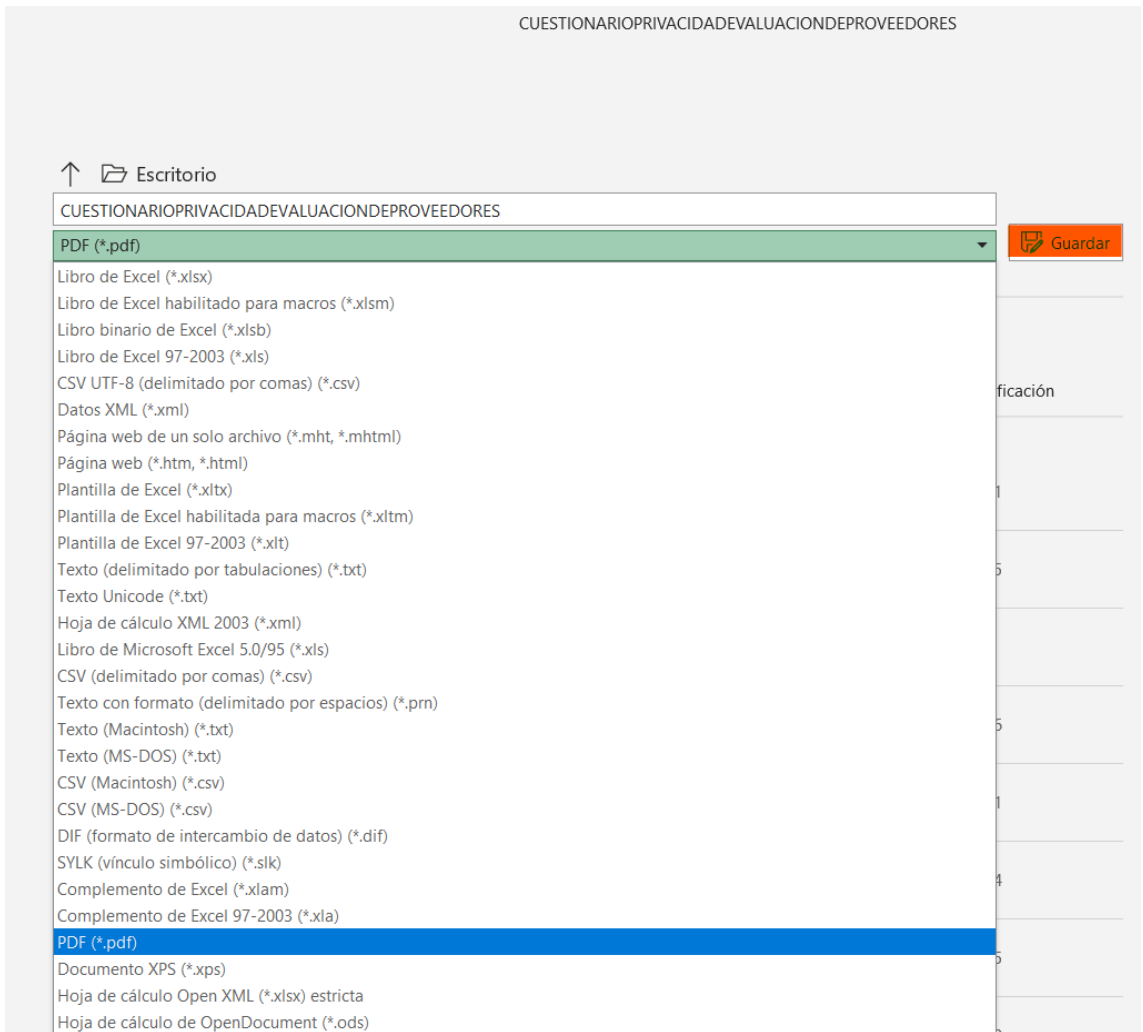 CUESTIONARIOPRIVACIDADEVALUACIONDEPROVEEDORES
Escritorio
CUESTIONARIOPRIVACIDADEVALUACIONDEPROVEEDORES
PDF (*.pdf)
Guardar
Libro de Excel (*.xlsx)
Libro de Excel habilitado para macros (*.xlsm)
Libro binario de Excel (*.xlsb)
Libro de Excel 97-2003 (*.xls)
CSV UTF-8 (delimitado por comas) (*.csv)
ficación
Datos XML (*.xml)
Página web de un solo archivo (*.mht, *.mhtml)
Página web (*.htm, *.html)
Plantilla de Excel (*.xltx)
Plantilla de Excel habilitada para macros (*.xltm)
Plantilla de Excel 97-2003 (*.xlt)
Texto (delimitado por tabulaciones) (*.txt)
Texto Unicode (*.txt)
Hoja de cálculo XML 2003 (*.xml)
Libro de Microsoft Excel 5.0/95 (*.xls)
CSV (delimitado por comas) (*.csv)
Texto con formato (delimitado por espacios) (*.prn)
Texto (Macintosh) (*.txt)
Texto (MS-DOS) (*.txt)
CSV (Macintosh) (*.csv)
CSV (MS-DOS) (*.csv)
DIF (formato de intercambio de datos) (*.dif)
SYLK (vínculo simbólico) (*.slk)
Complemento de Excel (*.xlam)
Complemento de Excel 97-2003 (*.xla)
PDF (*.pdf)
Documento XPS (*.xps)
Hoja de cálculo Open XML (*.xlsx) estricta
Hoja de cálculo de OpenDocument (*.ods)